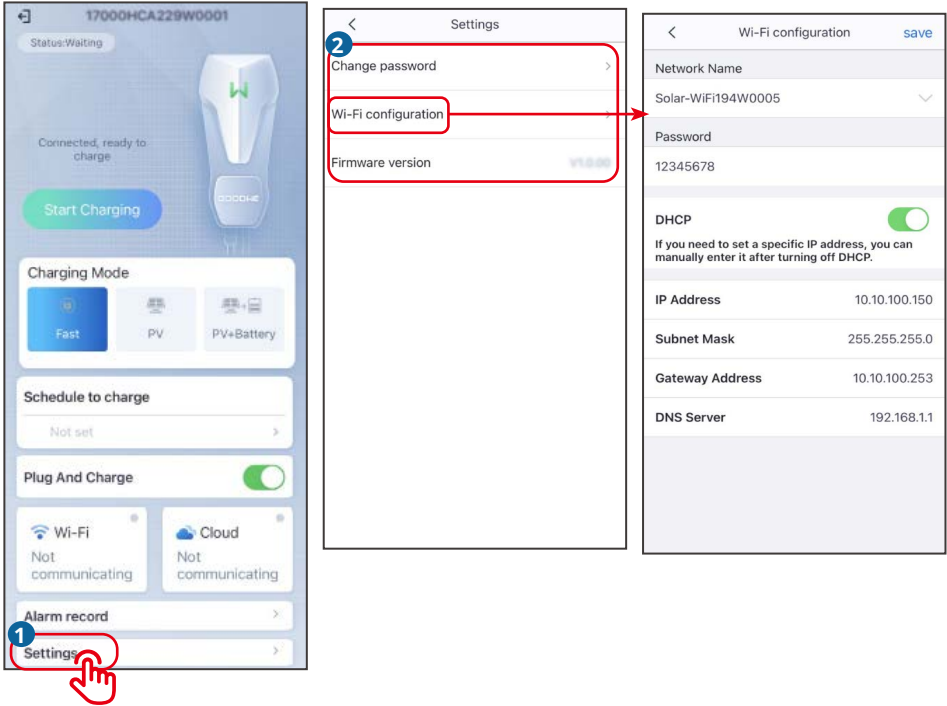 17000HCA229W0001
Status:Waiting
Connected, ready to
charge
Start Charging
Charging Mode
Fast
PV
PV+Battery
Schedule to charge
Not set
Plug And Charge
Wi-Fi
Not
communicating
Cloud
Not
communicating
Alarm record
1
Settings
Settings
2
Change password
Wi-Fi configuration
Firmware version
V1.0.00
Wi-Fi configuration
save
Network Name
Solar-WiFi194W0005
Password
12345678
DHCP
If you need to set a specific IP address, you can
manually enter it after turning off DHCP.
IP Address 10.10.100.150
Subnet Mask 255.255.255.0
Gateway Address 10.10.100.253
DNS Server 192.168.1.1